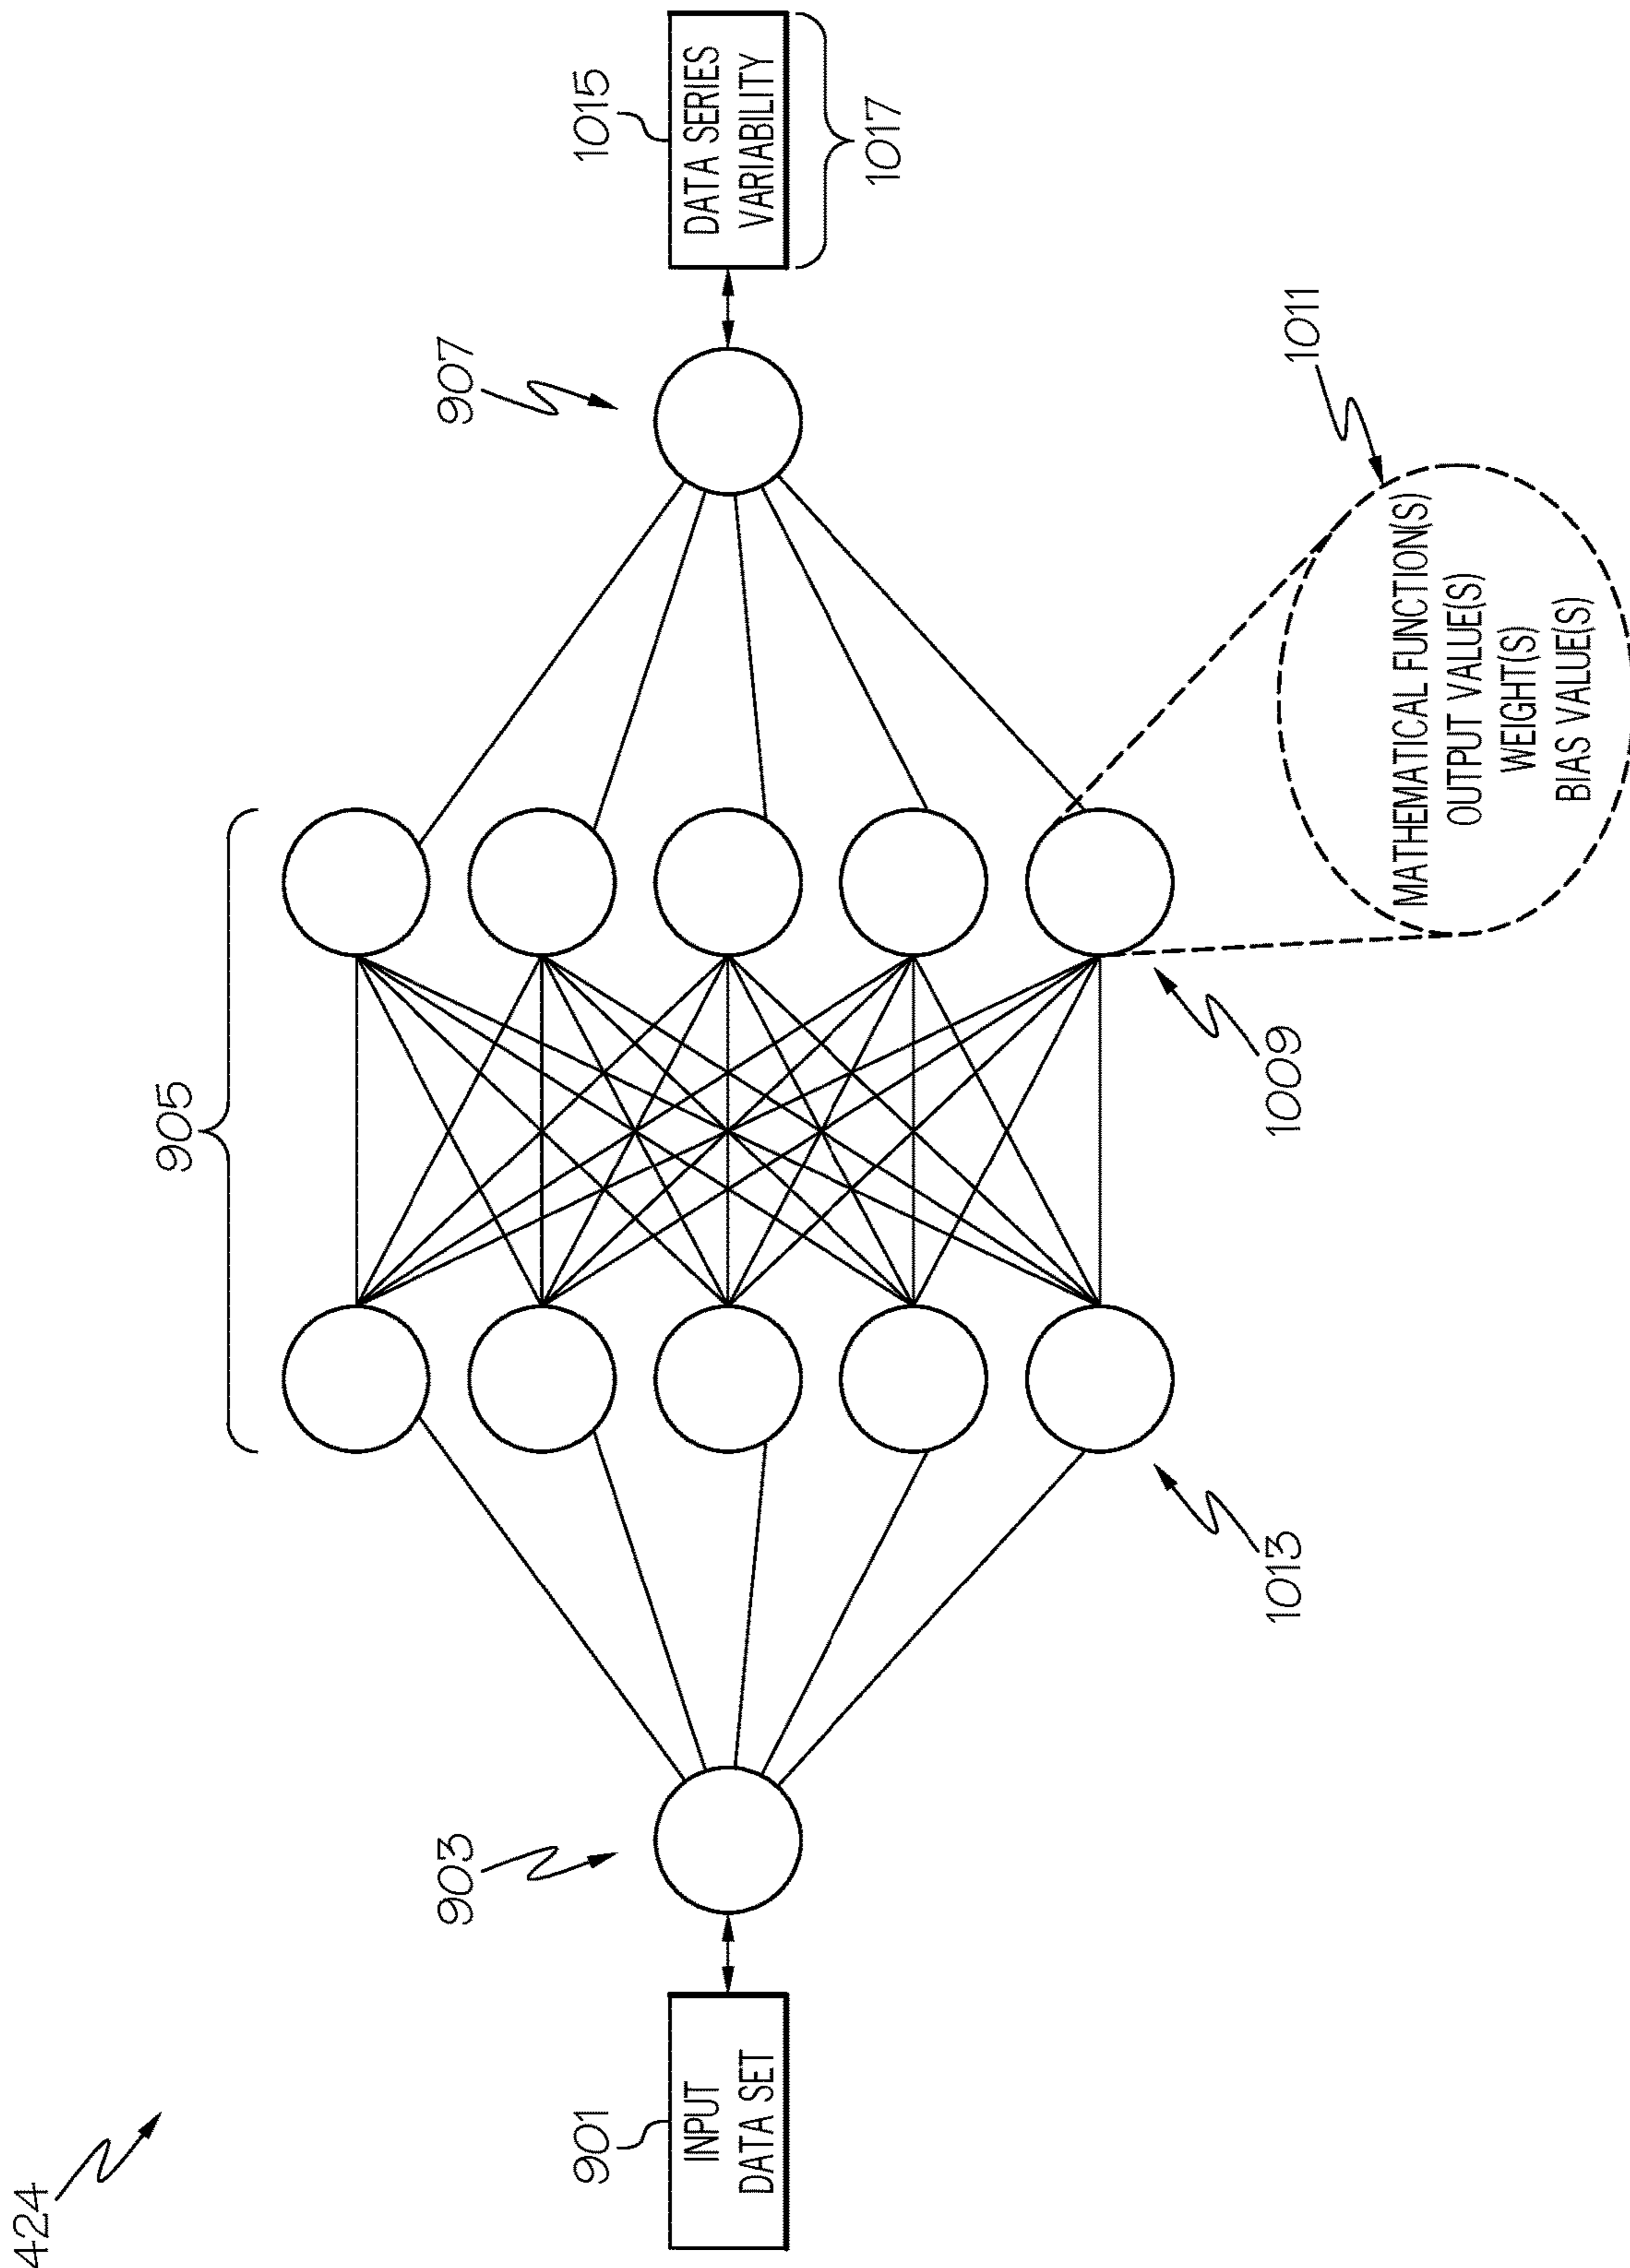 424
905
903
907
901
INPUT
DATA SET
1015
DATA SERIES
VARIABILITY
1017
1013
1009
1011
MATHEMATICAL FUNCTION(S)
OUTPUT VALUE(S)
WEIGHT(S)
BIAS VALUE(S)